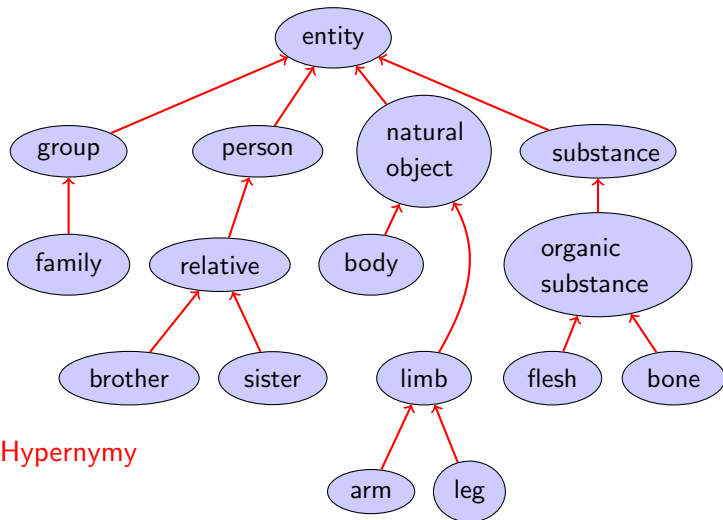 entity
group
person
natural
object
substance
family
relative
body
organic
substance
brother
sister
limb
flesh
bone
Hypernymy
arm
leg